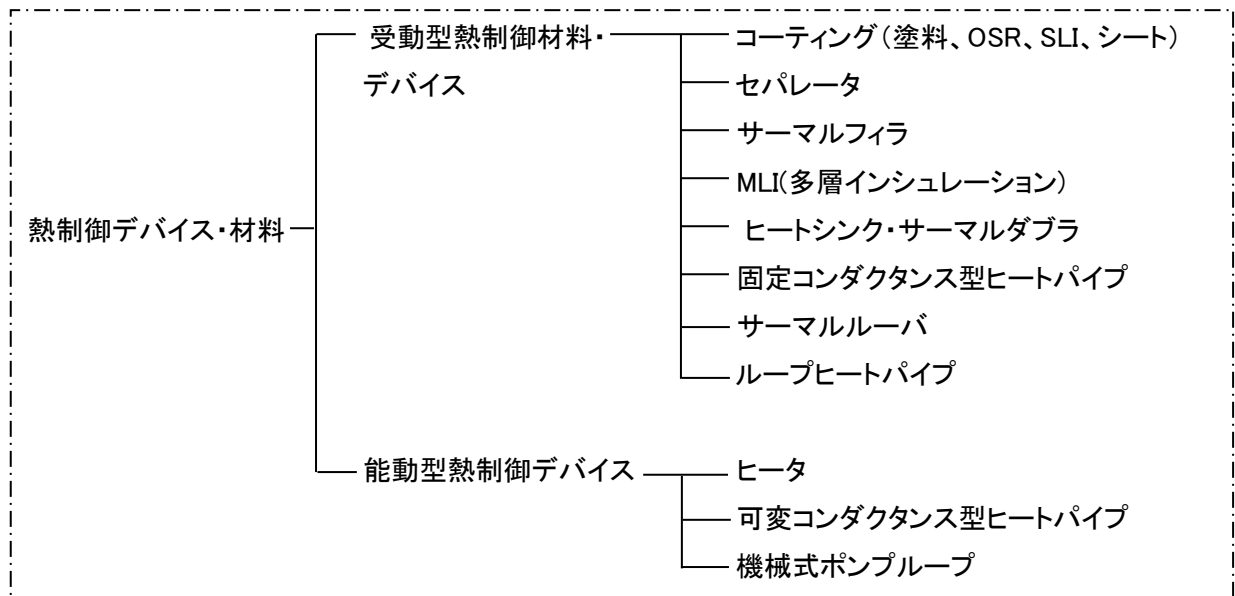 受動型熱制御材料・
デバイス
コーティング（塗料、OSR、SLI、シート）
セパレータ
サーマルフィラ
MLI(多層インシュレーション）
ヒートシンク・サーマルダブラ
固定コンダクタンス型ヒートパイプ
サーマルルーバ
ループヒートパイプ
熱制御デバイス・材料
能動型熱制御デバイス
ヒータ
可変コンダクタンス型ヒートパイプ
機械式ポンプループ